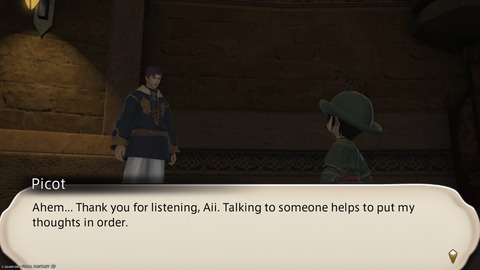 Picot
Ahem... Thank you for listening, Aii. Talking to someone helps to put my
thoughts in order.